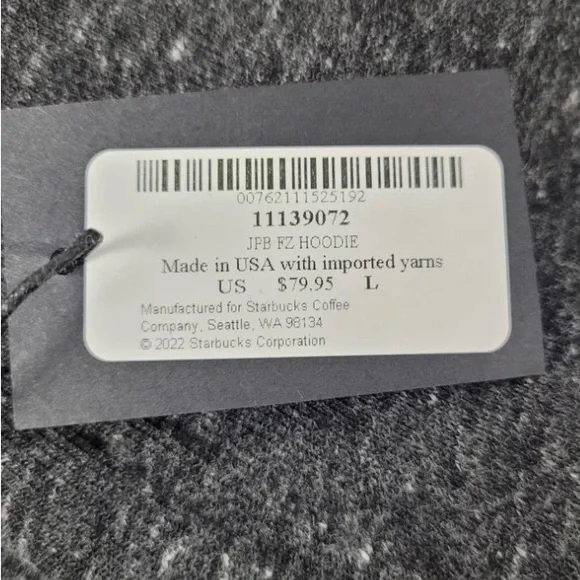 00762111525192
11139072
JPB FZ HOODIE
Made in USA with imported yarns
US $79.95 L
Manufactured for Starbucks Coffee
Company, Seattle, WA 98134
© 2022 Starbucks Corporation